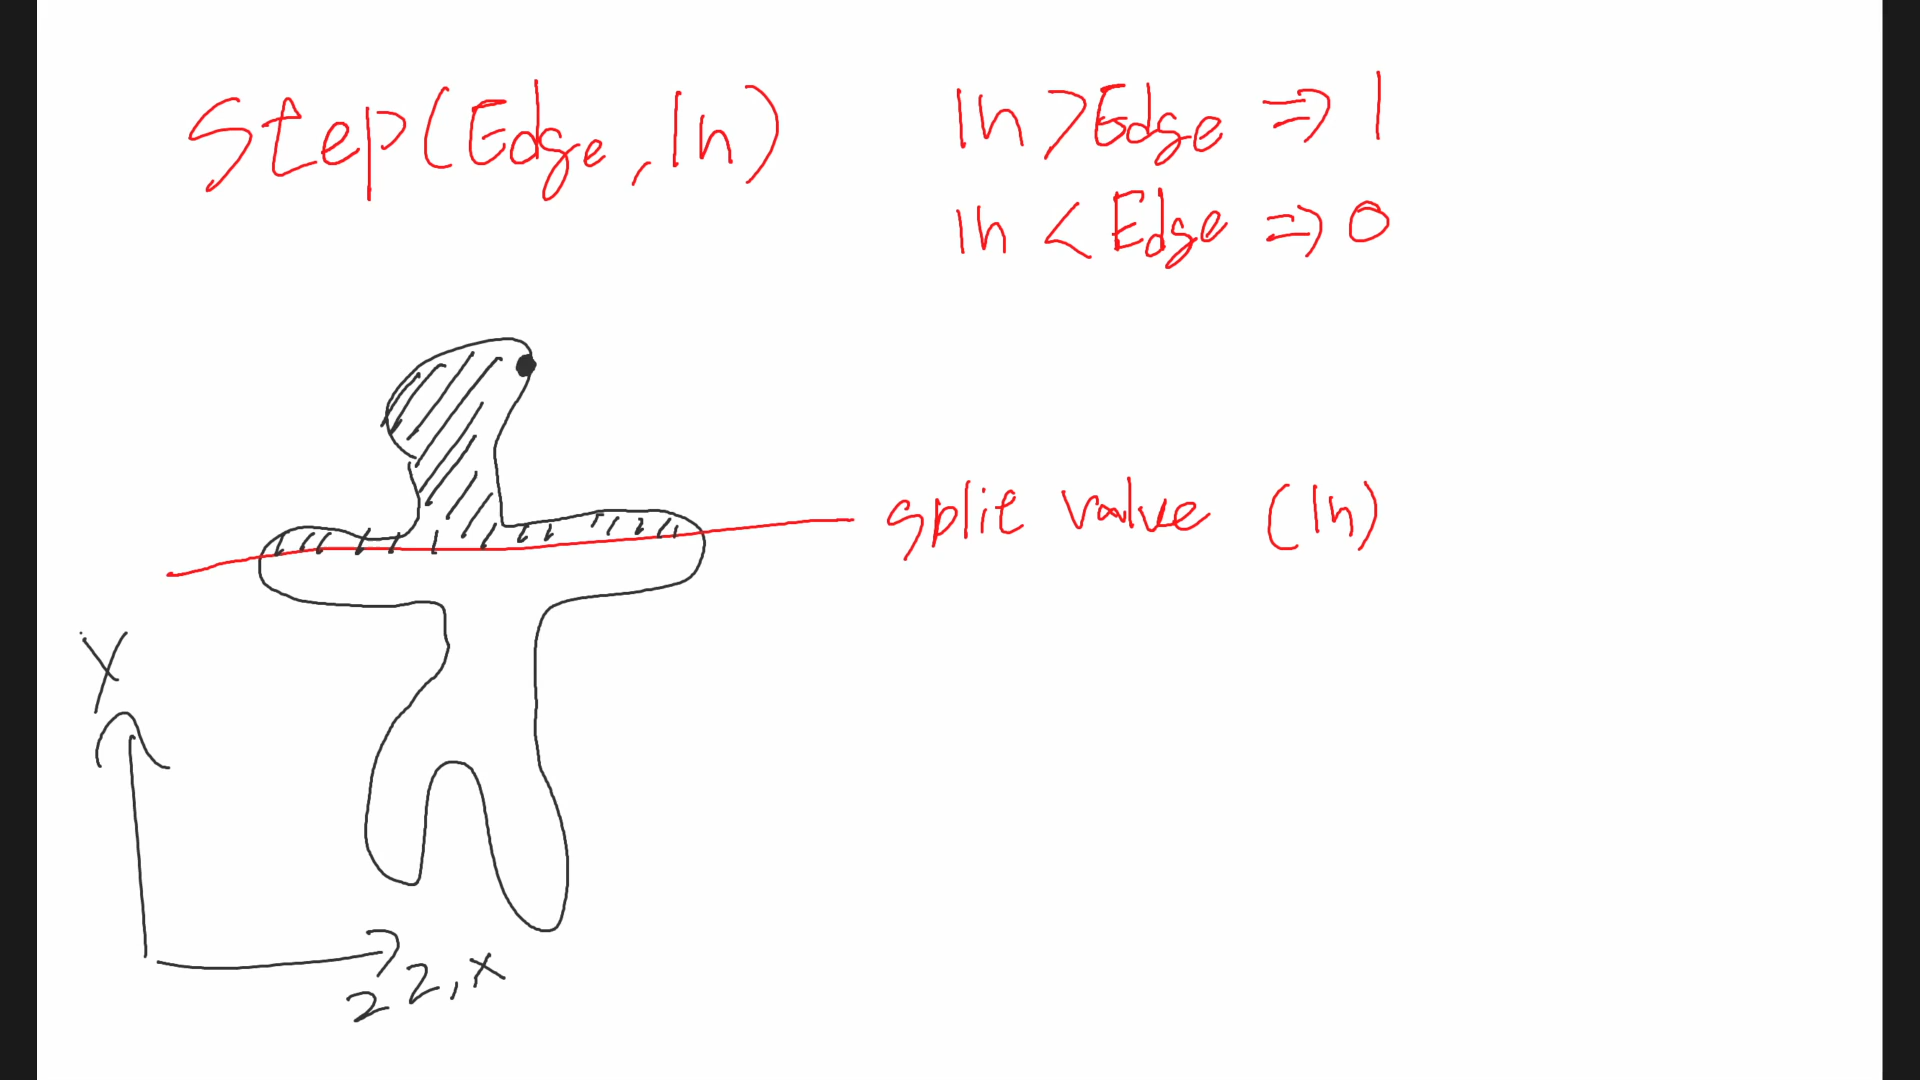 Step(Edge, In)
In > Edge => 1
In < Edge => 0
split value (In)
Y
Z, x